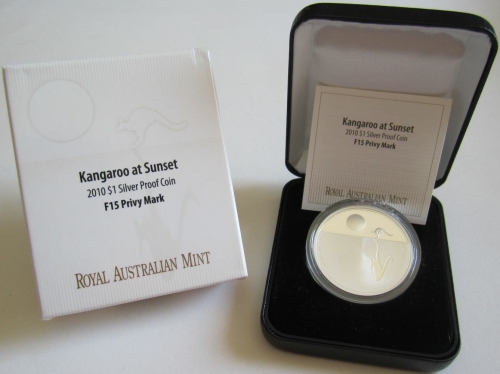 Kangaroo at Sunset
2010 $1 Silver Proof Coin
F15 Privy Mark
ROYAL AUSTRALIAN MINT
Kangaroo at Sunset
2010 $1 Silver Proof Coin
F15 Privy Mark
ROYAL AUSTRALIAN MINT